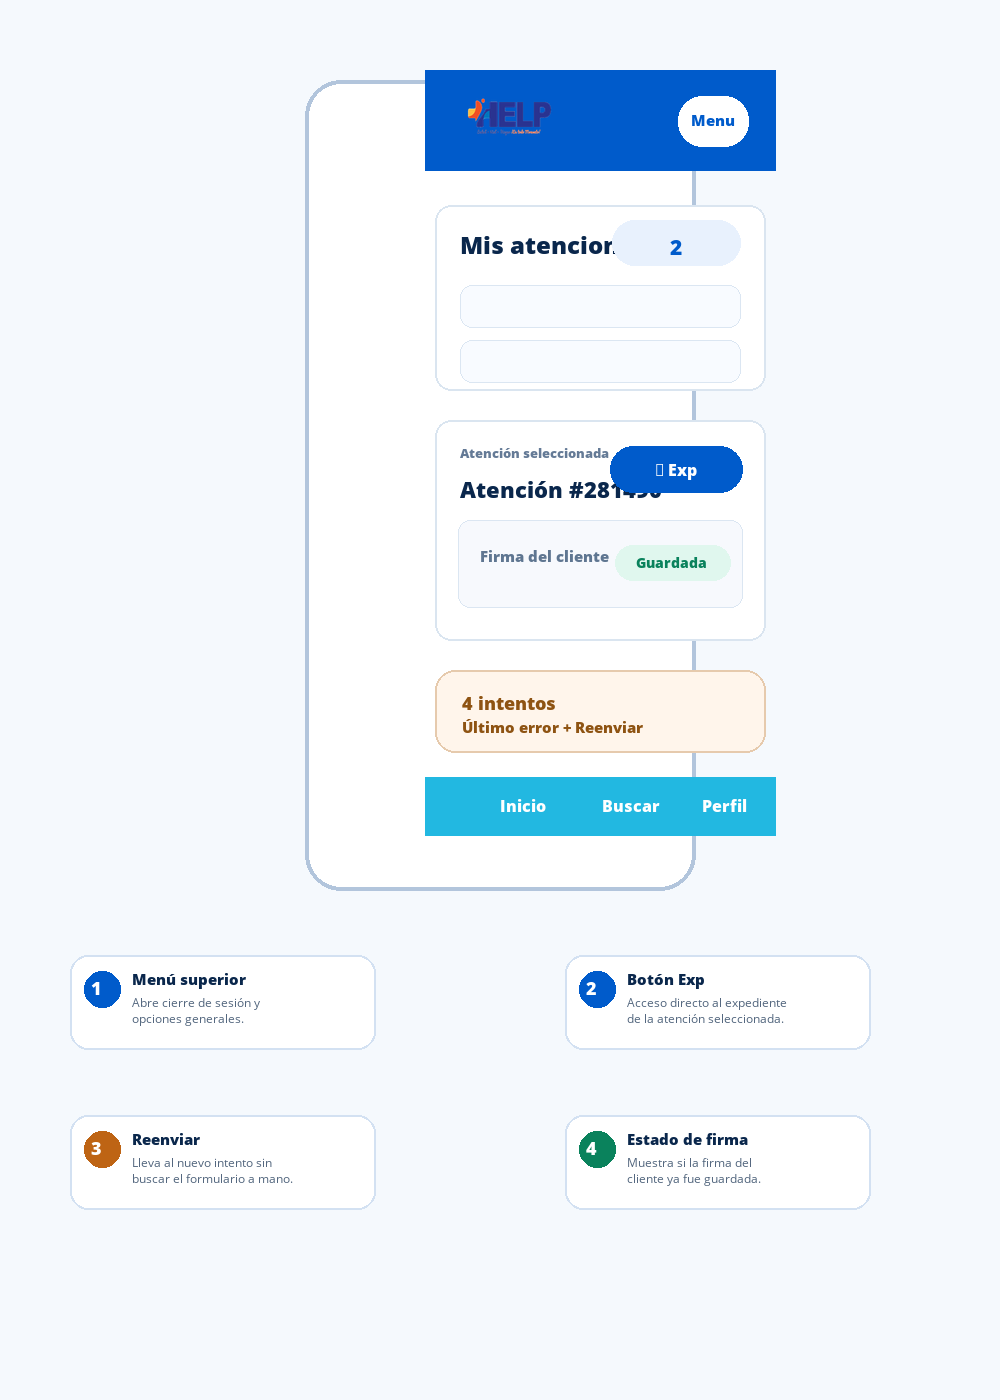 HELP
Menu
Mis atencion
2
Atención seleccionada
Exp
Atención #281490
Firma del cliente
Guardada
4 intentos
Último error + Reenviar
Inicio
Buscar
Perfil
1
Menú superior
Abre cierre de sesión y
opciones generales.
2
Botón Exp
Acceso directo al expediente
de la atención seleccionada.
3
Reenviar
Lleva al nuevo intento sin
buscar el formulario a mano.
4
Estado de firma
Muestra si la firma del
cliente ya fue guardada.